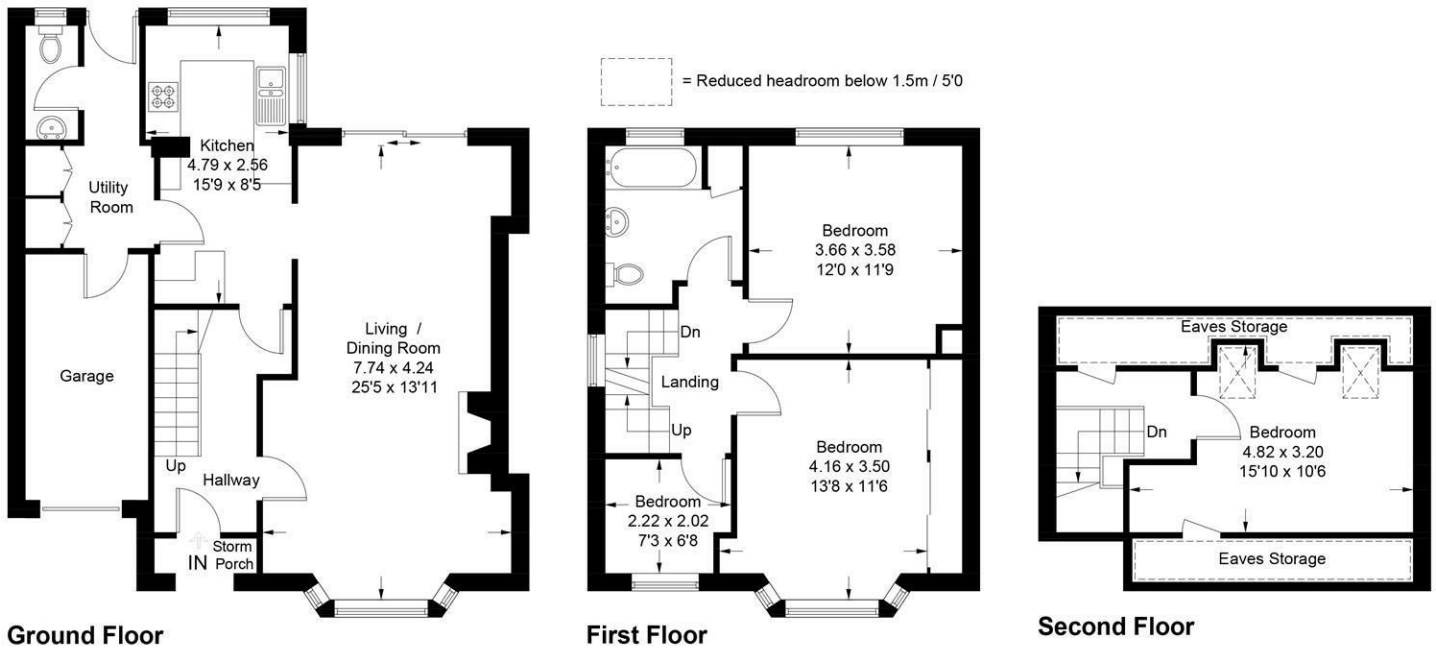 = Reduced headroom below 1.5m / 5'0
Kitchen
4.79 x 2.56
15'9 x 8'5
Utility
Room
Living /
Dining Room
7.74 x 4.24
25'5 x 13'11
Garage
Up
Hallway
IN
Storm
Porch
Ground Floor
Bedroom
3.66 x 3.58
12'0 x 11'9
Dn
Landing
Up
Bedroom
4.16 x 3.50
13'8 x 11'6
Bedroom
2.22 x 2.02
7'3 x 6'8
First Floor
Eaves Storage
Dn
Bedroom
4.82 x 3.20
15'10 x 10'6
Eaves Storage
Second Floor